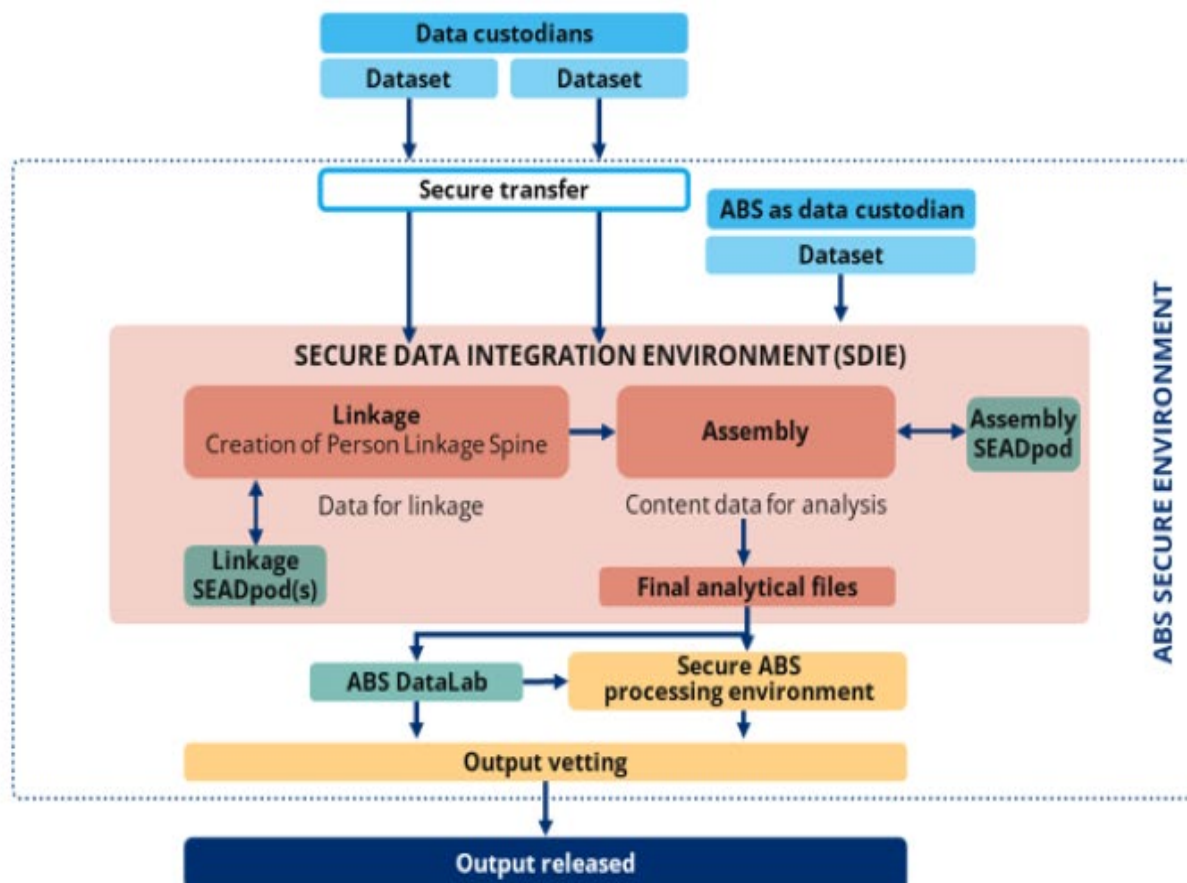 Data custodians
Dataset
Dataset
Secure transfer
ABS as data custodian
Dataset
SECURE DATA INTEGRATION ENVIRONMENT (SDIE)
Linkage
Creation of Person Linkage Spine
Assembly
Assembly
SEADpod
Data for linkage
Content data for analysis
Linkage
SEADpod(s)
Final analytical files
ABS DataLab
Secure ABS
processing environment
Output vetting
Output released
ABS SECURE ENVIRONMENT